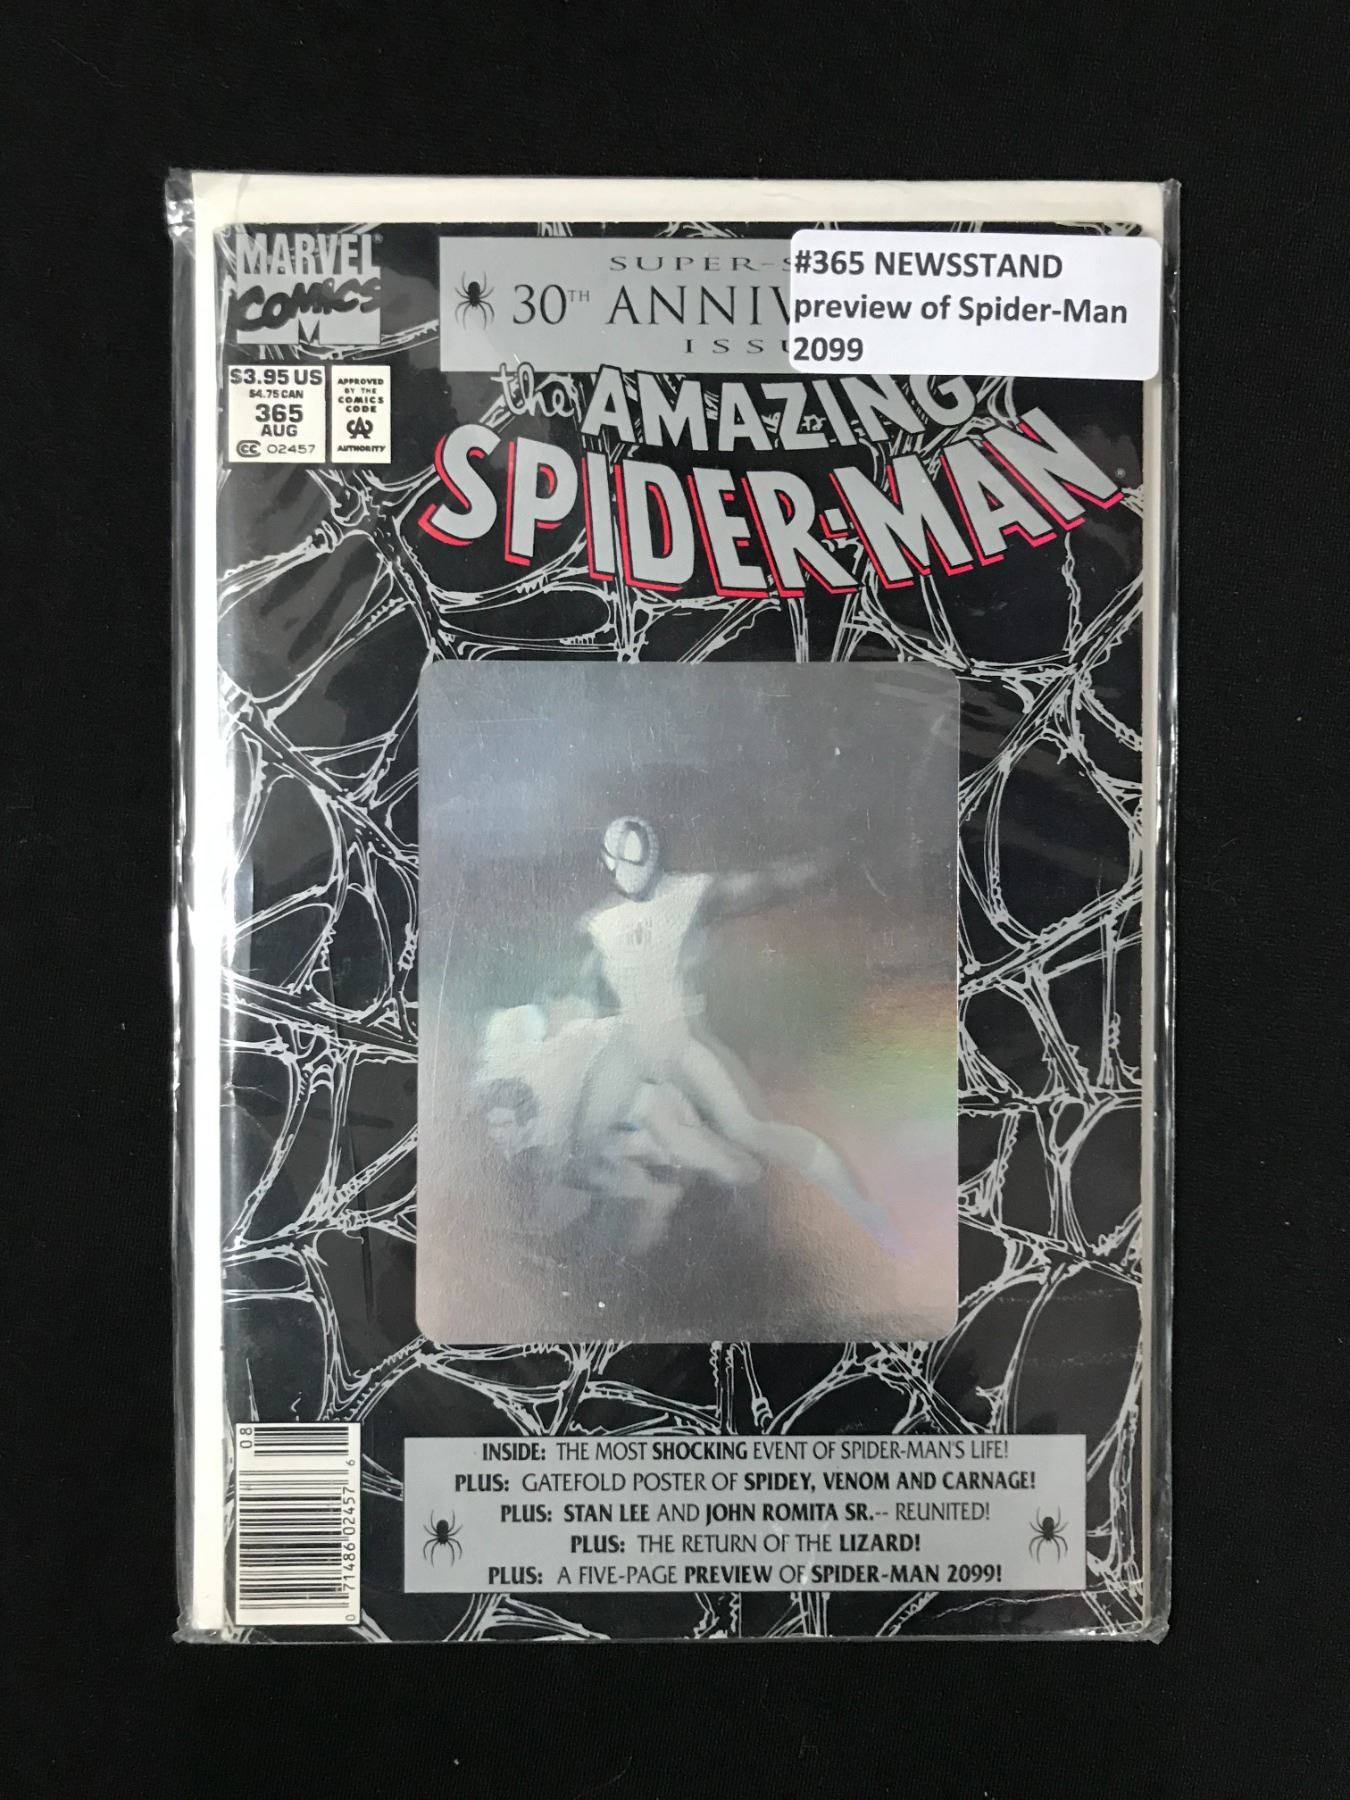 MARVEL
COMICS
M
SUPER-S
30TH ANNIV
ISSU
#365 NEWSSTAND
preview of Spider-Man
2099
$3.95 US
$4.75 CAN
365
AUG
CC 02457
APPROVED
BY THE
COMICS
CODE
CA
AUTHORITY
the AMAZING
SPIDER-MAN®
INSIDE: THE MOST SHOCKING EVENT OF SPIDER-MAN'S LIFE!
PLUS: GATEFOLD POSTER OF SPIDEY, VENOM AND CARNAGE!
PLUS: STAN LEE AND JOHN ROMITA SR.-- REUNITED!
PLUS: THE RETURN OF THE LIZARD!
PLUS: A FIVE-PAGE PREVIEW OF SPIDER-MAN 2099!
08
0 71486 02457 6